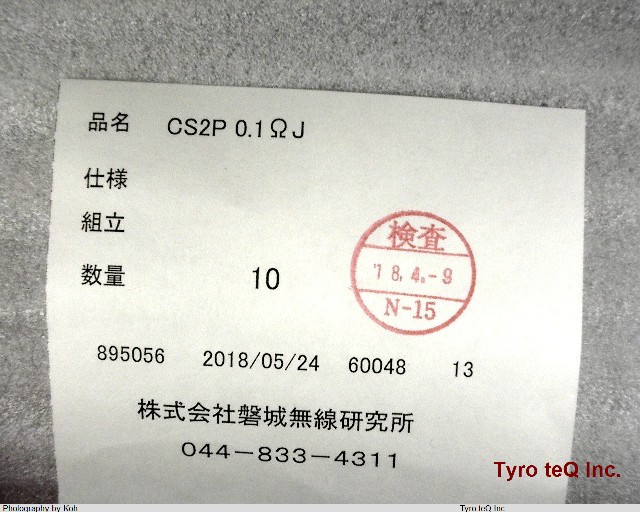 品名 CS2P 0.1ΩJ
仕様
組立
検査
数量 10
'18.4.-9
N-15
895056 2018/05/24 60048 13
株式会社磐城無線研究所
044-833-4311
Tyro teQ Inc.
Photography by Koh Tyro teQ Inc